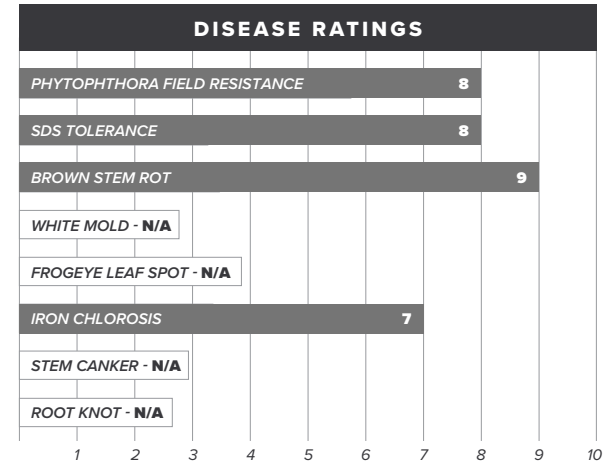 DISEASE RATINGS
PHYTOPHTHORA FIELD RESISTANCE 8
SDS TOLERANCE 8
BROWN STEM ROT 9
WHITE MOLD - N/A
FROGEYE LEAF SPOT - N/A
IRON CHLOROSIS 7
STEM CANKER - N/A
ROOT KNOT - N/A
1 2 3 4 5 6 7 8 9 10